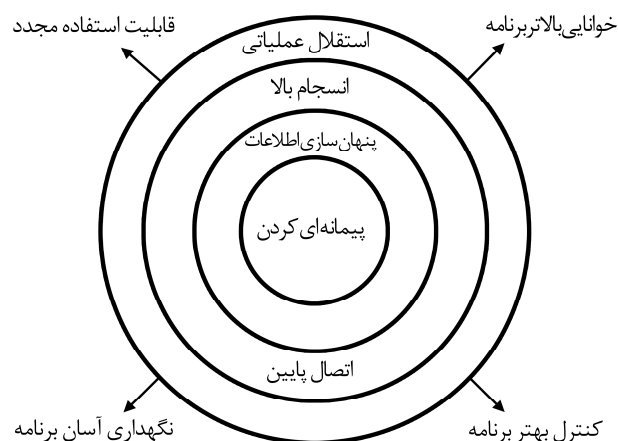 خوانایی بالاتر برنامه
قابلیت استفاده مجدد
استقلال عملیاتی
انسجام بالا
پنهان سازی اطلاعات
پیمانه ای کردن
اتصال پایین
کنترل بهتر برنامه
نگهداری آسان برنامه